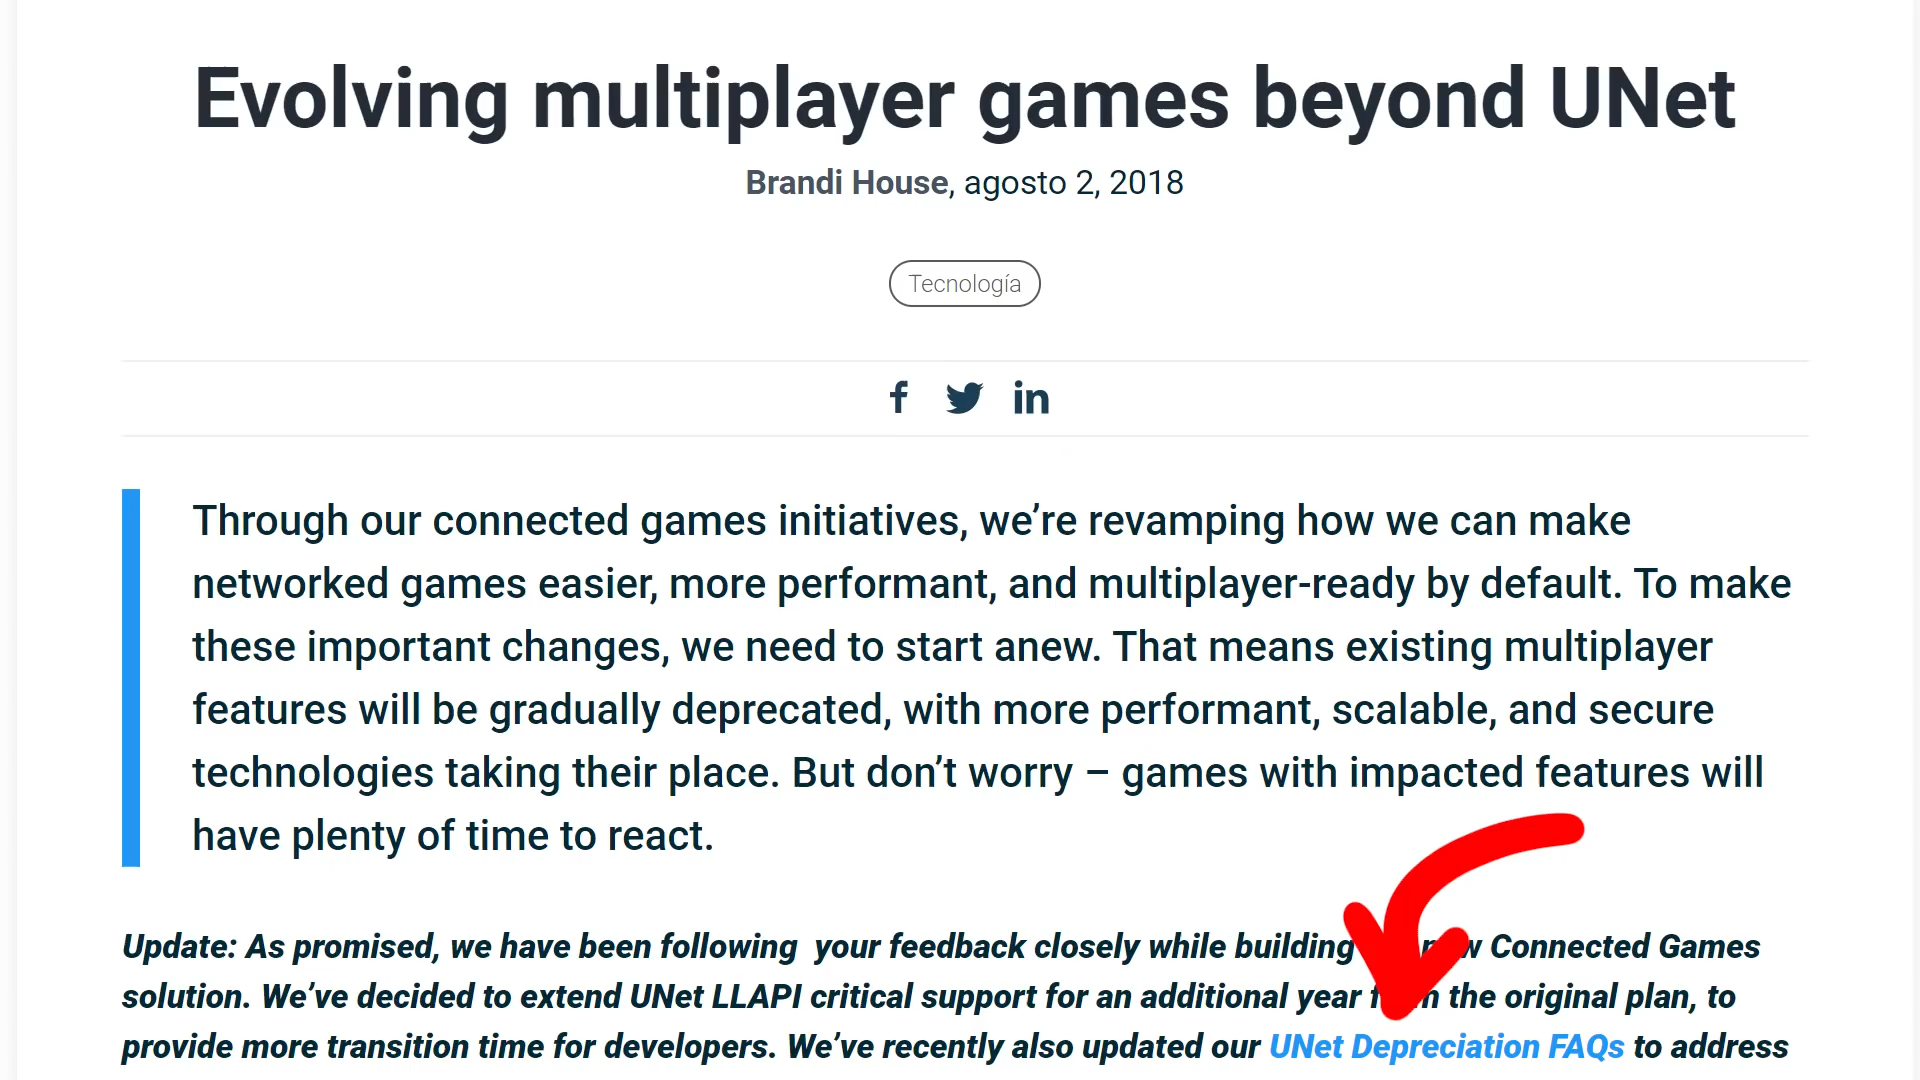 Evolving multiplayer games beyond UNet
Brandi House, agosto 2, 2018
Tecnología
Through our connected games initiatives, we’re revamping how we can make
networked games easier, more performant, and multiplayer-ready by default. To make
these important changes, we need to start anew. That means existing multiplayer
features will be gradually deprecated, with more performant, scalable, and secure
technologies taking their place. But don’t worry – games with impacted features will
have plenty of time to react.
Update: As promised, we have been following  your feedback closely while building Connected Games
solution. We’ve decided to extend UNet LLAPI critical support for an additional year the original plan, to
provide more transition time for developers. We’ve recently also updated our UNet Depreciation FAQs to address